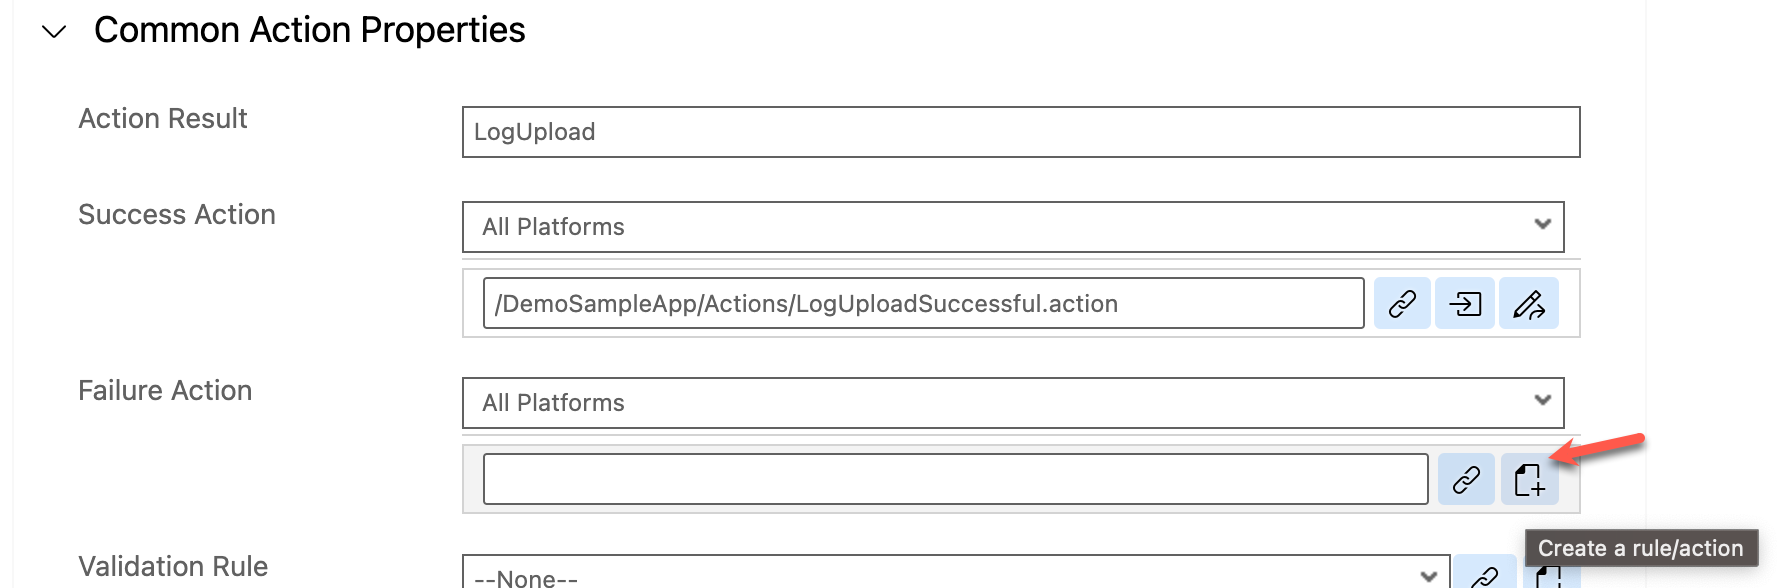 Common Action Properties
Action Result
LogUpload
Success Action
All Platforms
/DemoSampleApp/Actions/LogUploadSuccessful.action
Failure Action
All Platforms
Create a rule/action
Validation Rule
--None--